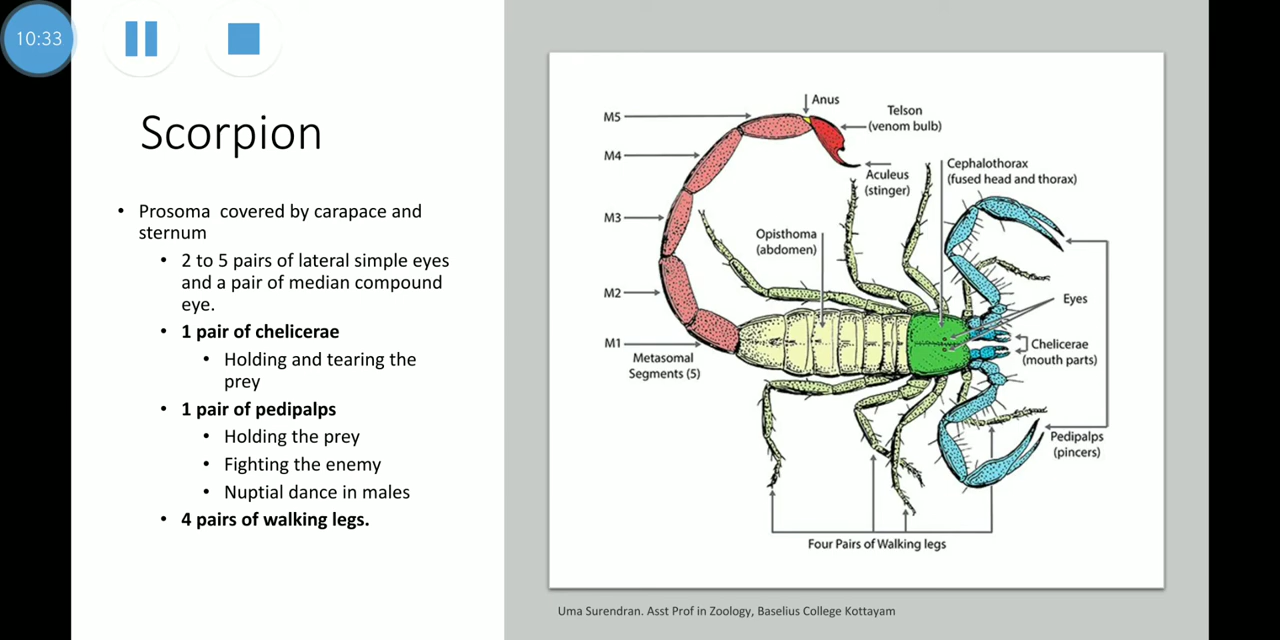 10:33
Scorpion
• Prosoma covered by carapace and
sternum
• 2 to 5 pairs of lateral simple eyes
and a pair of median compound
eye.
• 1 pair of chelicerae
• Holding and tearing the
prey
• 1 pair of pedipalps
• Holding the prey
• Fighting the enemy
• Nuptial dance in males
• 4 pairs of walking legs.
Anus
M5
Telson
(venom bulb)
M4
Cephalothorax
(fused head and thorax)
Aculeus
(stinger)
M3
Opisthoma
(abdomen)
M2
Eyes
M1
Chelicerae
(mouth parts)
Metasomal
Segments (5)
Pedipalps
(pincers)
Four Pairs of Walking legs
Uma Surendran. Asst Prof in Zoology, Baselius College Kottayam